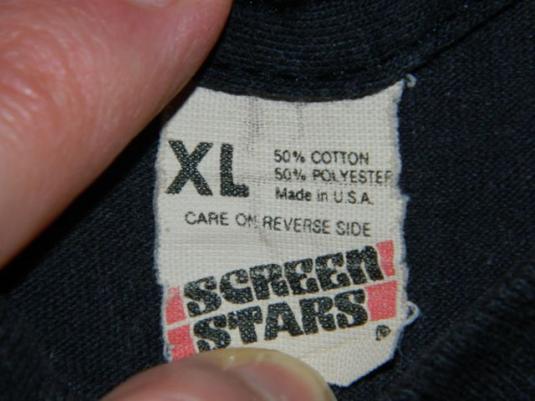 XL
50% COTTON
50% POLYESTER
Made in U.S.A.
CARE ON REVERSE SIDE
SCREEN
STARS
®